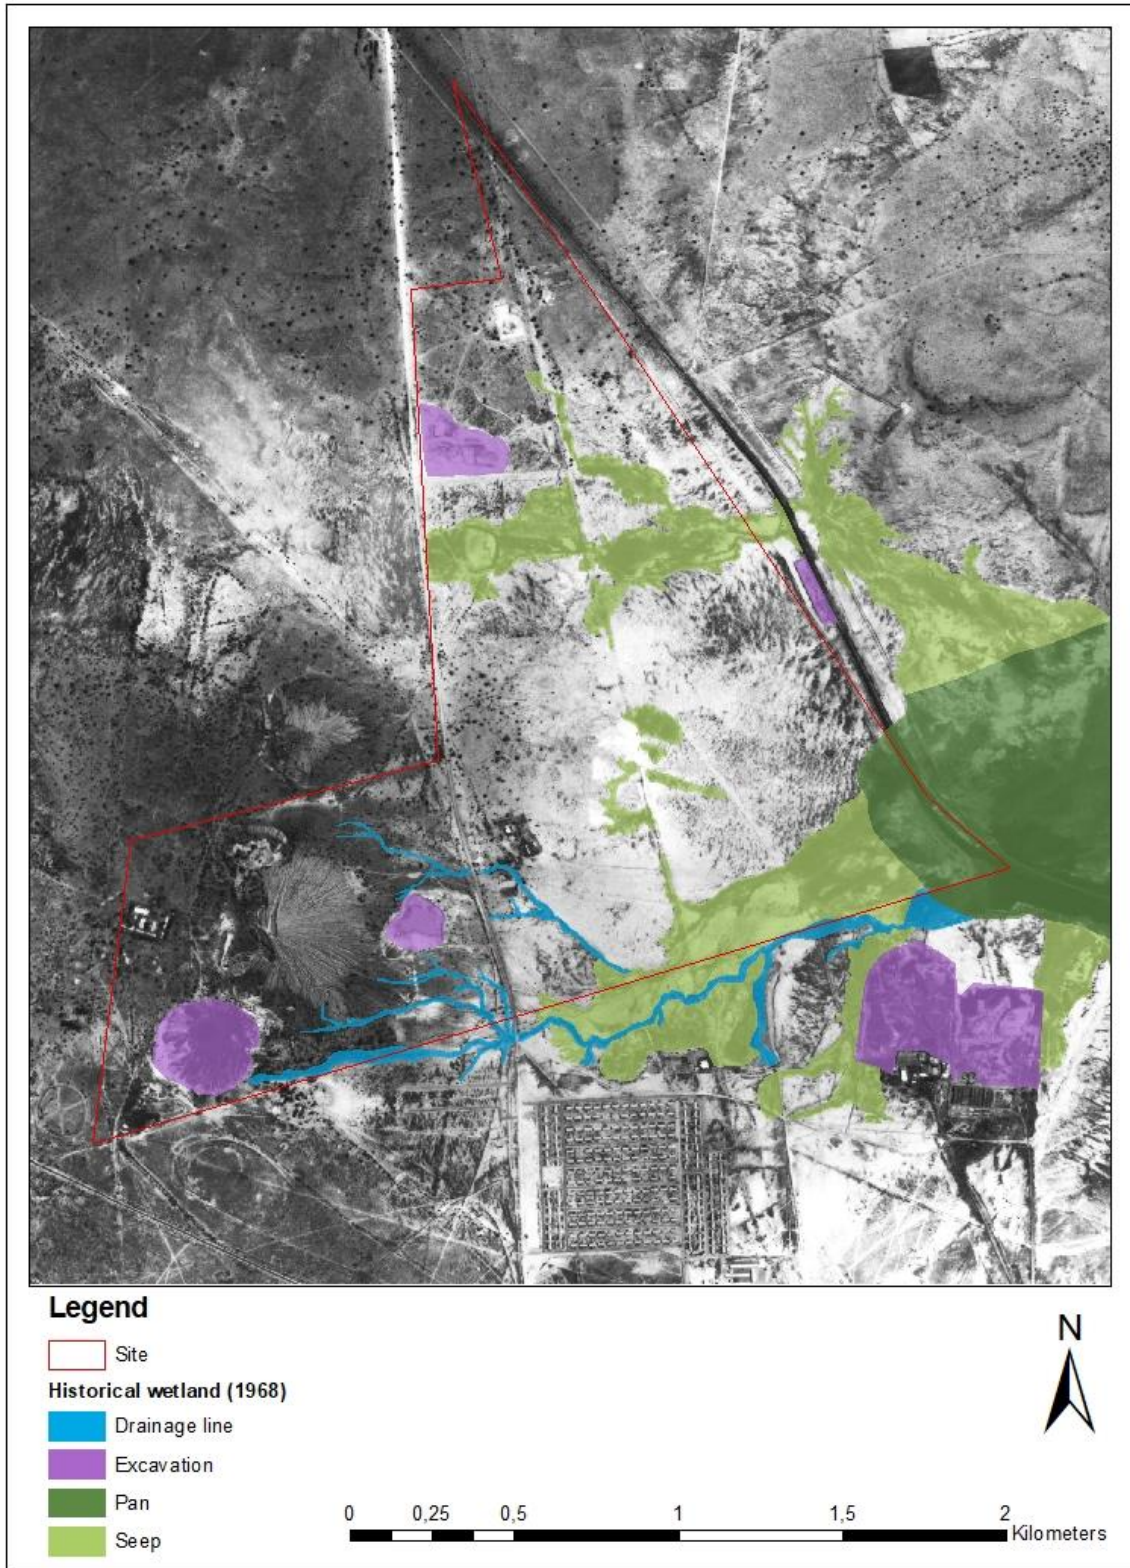 Legend
Site
Historical wetland (1968)
Drainage line
Excavation
Pan
Seep
N
0 0,25 0,5 1 1,5 2
Kilometers